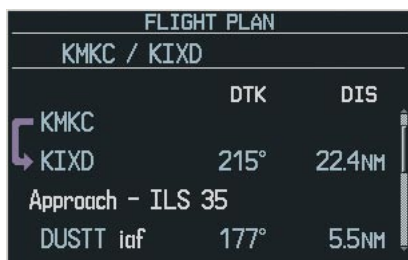 FLIGHT PLAN
KMKC / KIXD
DTK DIS
KMKC
KIXD 215° 22.4NM
Approach - ILS 35
DUSTT iaf 177° 5.5NM